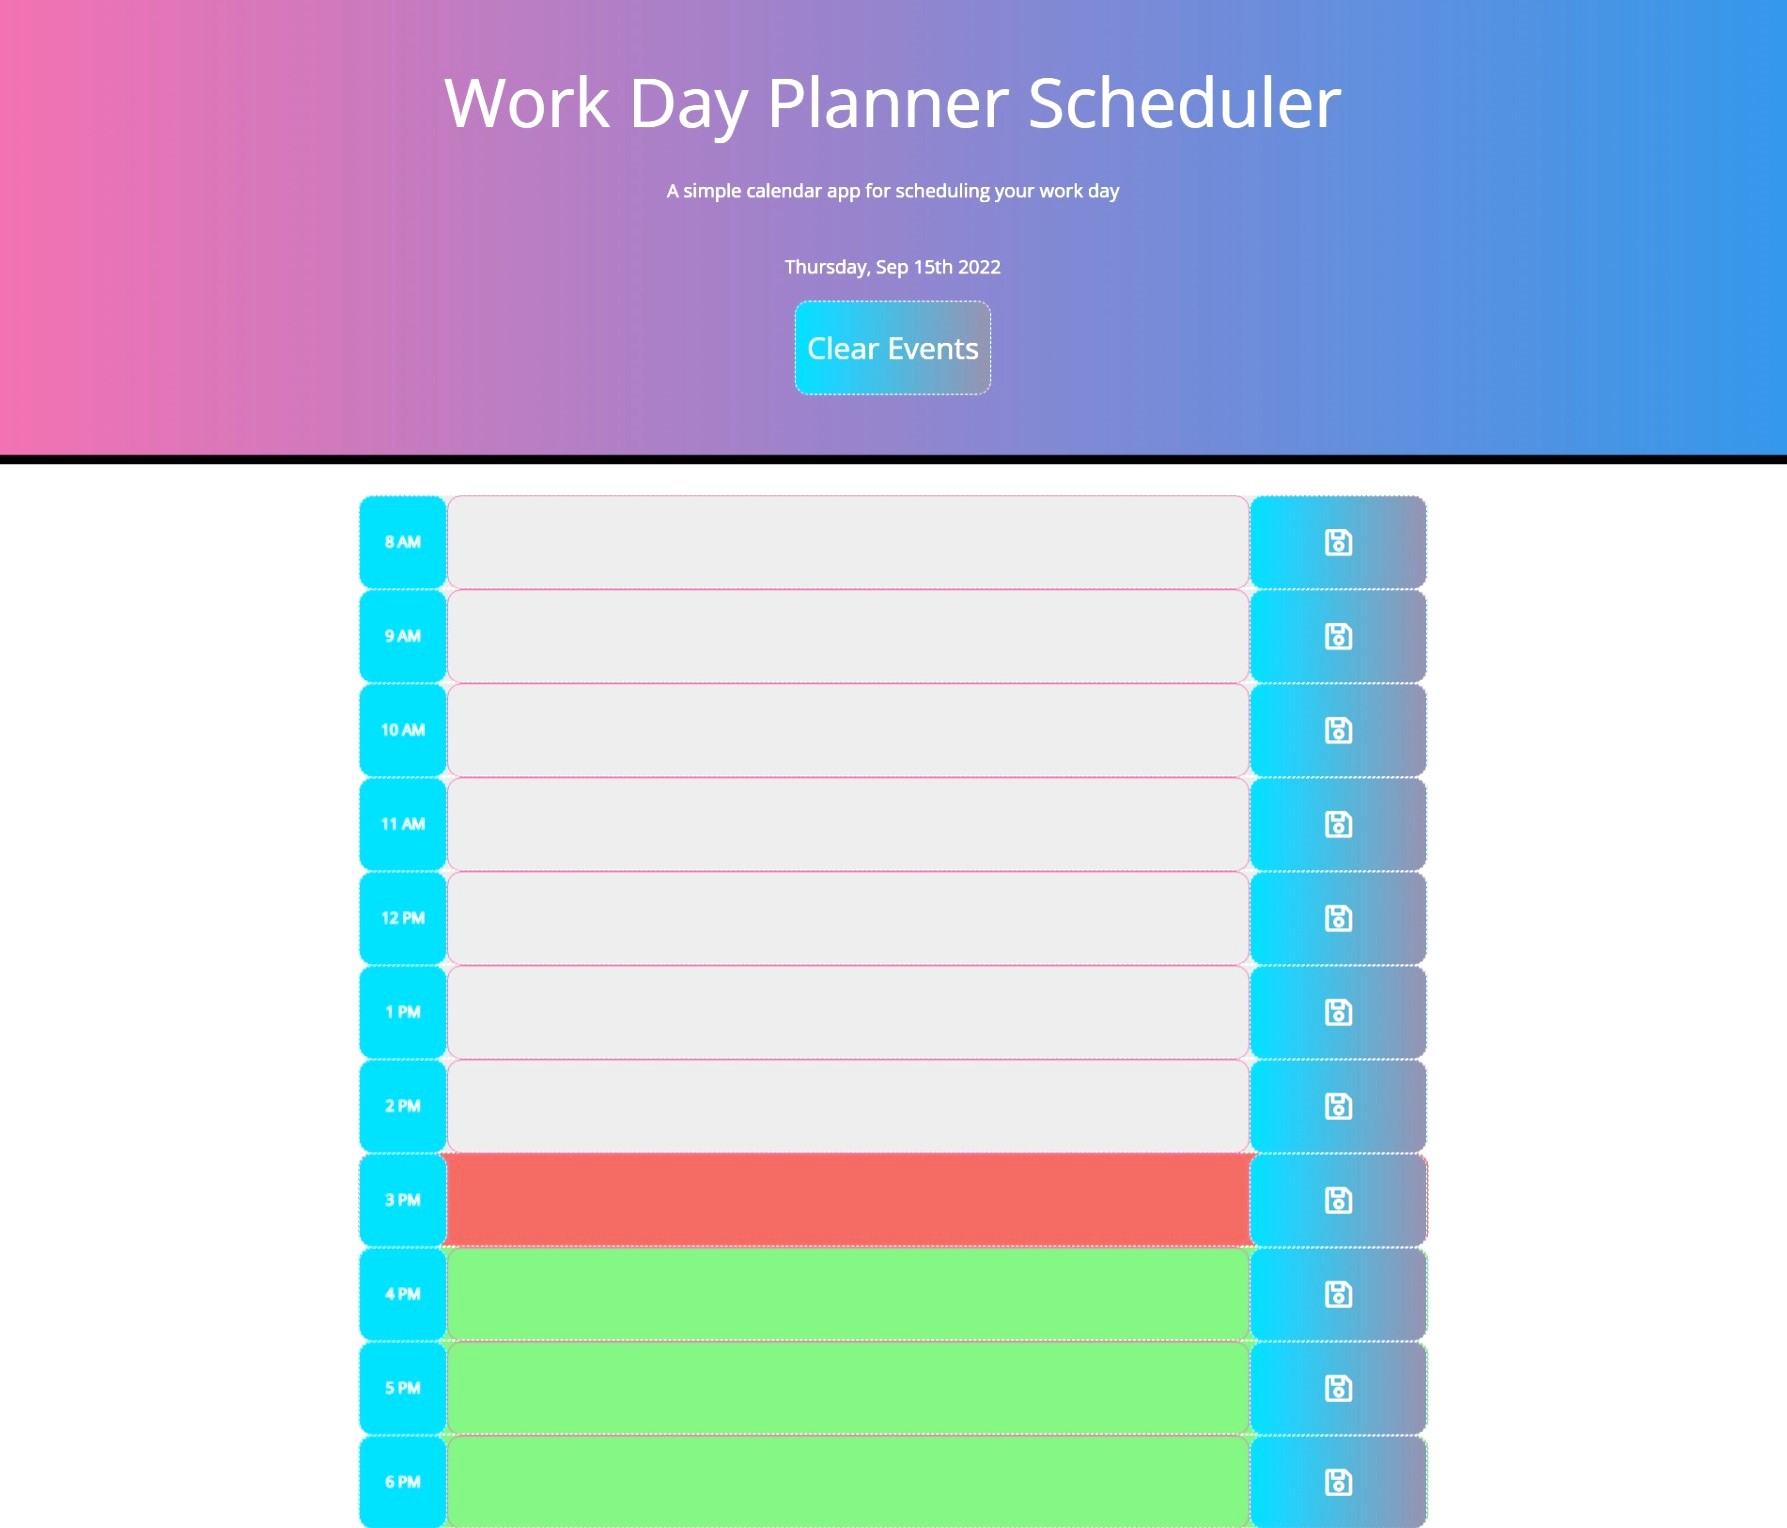 Work Day Planner Scheduler
A simple calendar app for scheduling your work day
Thursday, Sep 15th 2022
Clear Events
8 AM
9 AM
10 AM
11 AM
12 PM
1 PM
2 PM
3 PM
4 PM
5 PM
6 PM